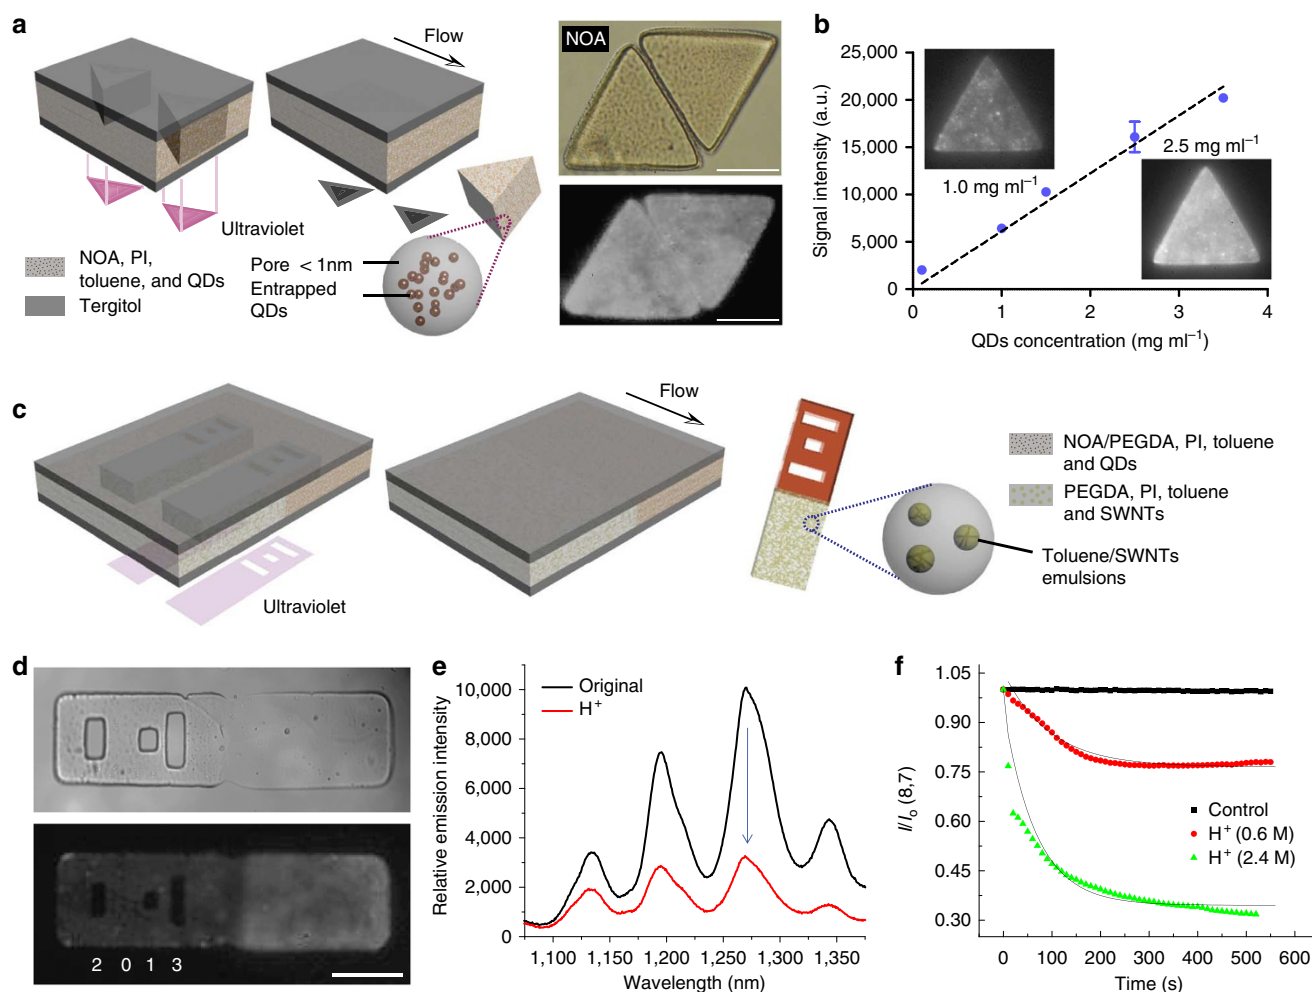 a
Flow
Ultraviolet
NOA, PI,
toluene, and QDs
Tergitol
Pore < 1nm
Entrapped
QDs
NOA
b
25,000
20,000
15,000
10,000
5,000
0
Signal intensity (a.u.)
1.0 mg ml⁻¹
2.5 mg ml⁻¹
0 1 2 3 4
QDs concentration (mg ml⁻¹)
c
Flow
Ultraviolet
NOA/PEGDA, PI, toluene
and QDs
PEGDA, PI, toluene
and SWNTs
Toluene/SWNTs
emulsions
d
2 0 1 3
e
10,000
8,000
6,000
4,000
2,000
0
Relative emission intensity
Original
H⁺
1,100 1,150 1,200 1,250 1,300 1,350
Wavelength (nm)
f
1.05
0.90
0.75
0.60
0.45
0.30
I/I₀ (8,7)
Control
H⁺ (0.6 M)
H⁺ (2.4 M)
0 100 200 300 400 500 600
Time (s)